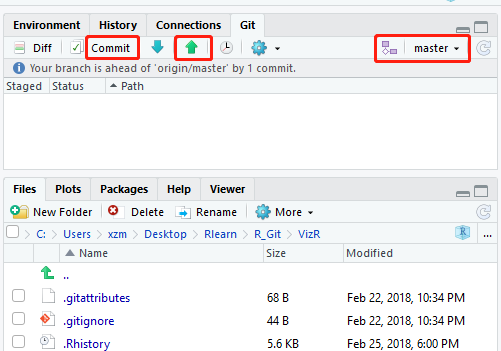 Environment History Connections Git
Diff Commit master
Your branch is ahead of 'origin/master' by 1 commit.
Staged Status Path
Files Plots Packages Help Viewer
New Folder Delete Rename More
C: Users xzm Desktop Rlearn R_Git VizR ...
Name Size Modified
..
.gitattributes 68 B Feb 22, 2018, 10:34 PM
.gitignore 44 B Feb 22, 2018, 10:34 PM
.Rhistory 5.6 KB Feb 25, 2018, 6:00 PM